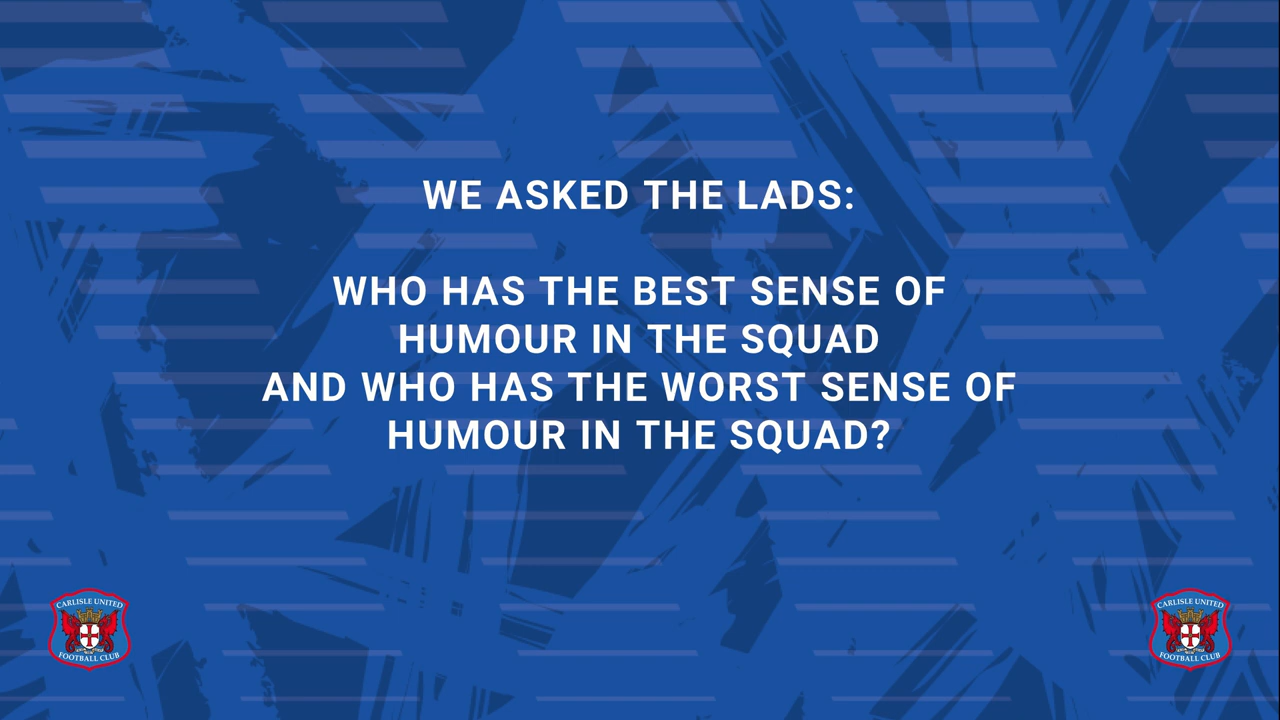 WE ASKED THE LADS:
WHO HAS THE BEST SENSE OF
HUMOUR IN THE SQUAD
AND WHO HAS THE WORST SENSE OF
HUMOUR IN THE SQUAD?
CARLISLE UNITED
FOOTBALL CLUB
CARLISLE UNITED
FOOTBALL CLUB